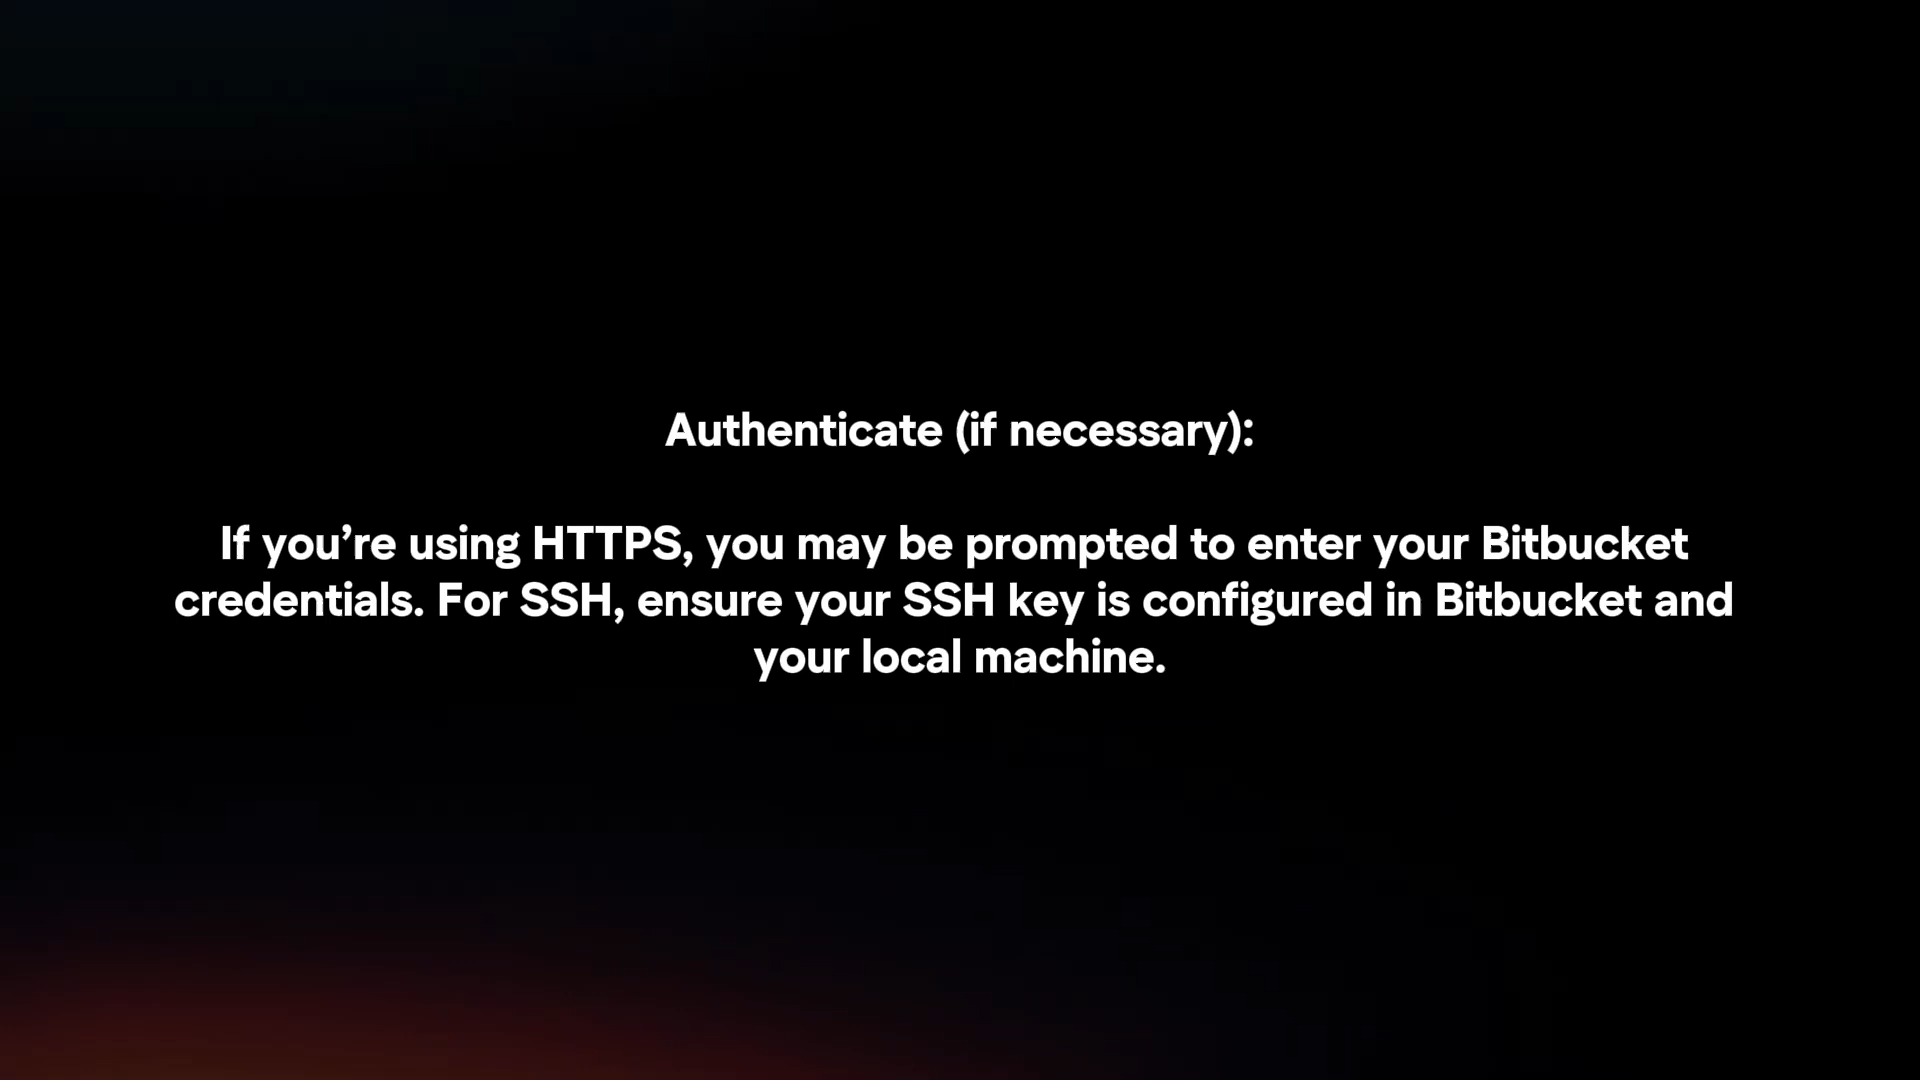 Authenticate (if necessary):
If you’re using HTTPS, you may be prompted to enter your Bitbucket
credentials. For SSH, ensure your SSH key is configured in Bitbucket and
your local machine.